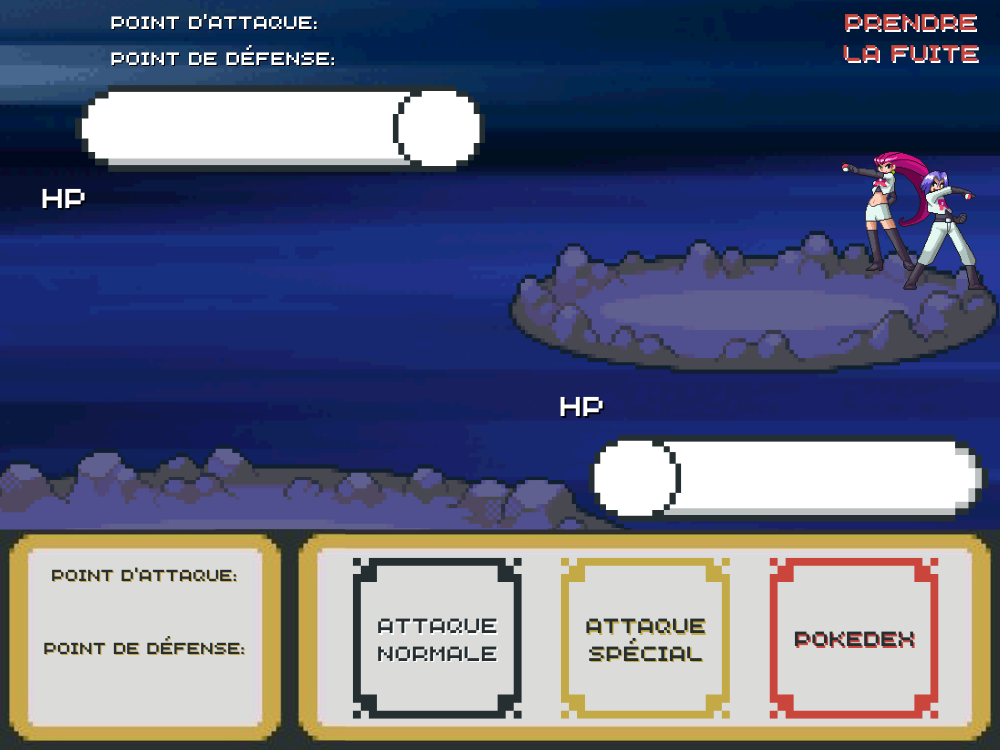 POINT D'ATTAQUE:
POINT DE DÉFENSE:
PRENDRE
LA FUITE
HP
HP
POINT D'ATTAQUE:
POINT DE DÉFENSE:
ATTAQUE
NORMALE
ATTAQUE
SPÉCIAL
POKEDEX